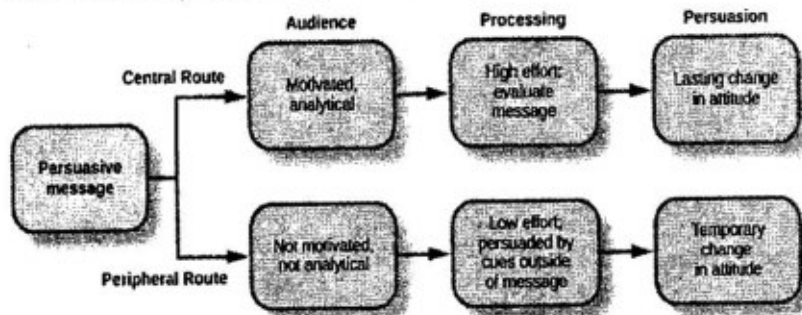 Audience
Processing
Persuasion
Central Route
Motivated,
analytical
High effort;
evaluate
message
Lasting change
in attitude
Persuasive
message
Peripheral Route
Not motivated,
not analytical
Low effort;
persuaded by
cues outside
of message
Temporary
change
in attitude